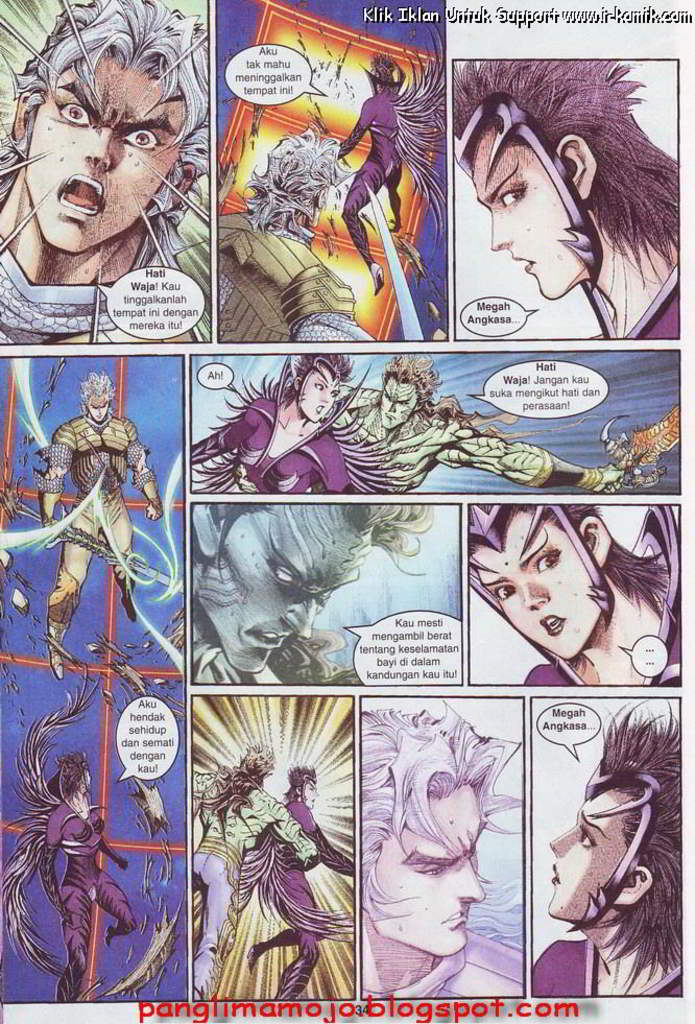 Klik Iklan Untuk Support www.i-komik.com
Aku
tak mahu
meninggalkan
tempat ini!
Hati
Waja! Kau
tinggalkanlah
tempat ini dengan
mereka itu!
Megah
Angkasa...
Ah!
Hati
Waja! Jangan kau
suka mengikut hati dan
perasaan!
Kau mesti
mengambil berat
tentang keselamatan
bayi di dalam
kandungan kau itu!
...
...
Aku
hendak
sehidup
dan semati
dengan
kau!
Megah
Angkasa...
34
panglimamojo.blogspot.com